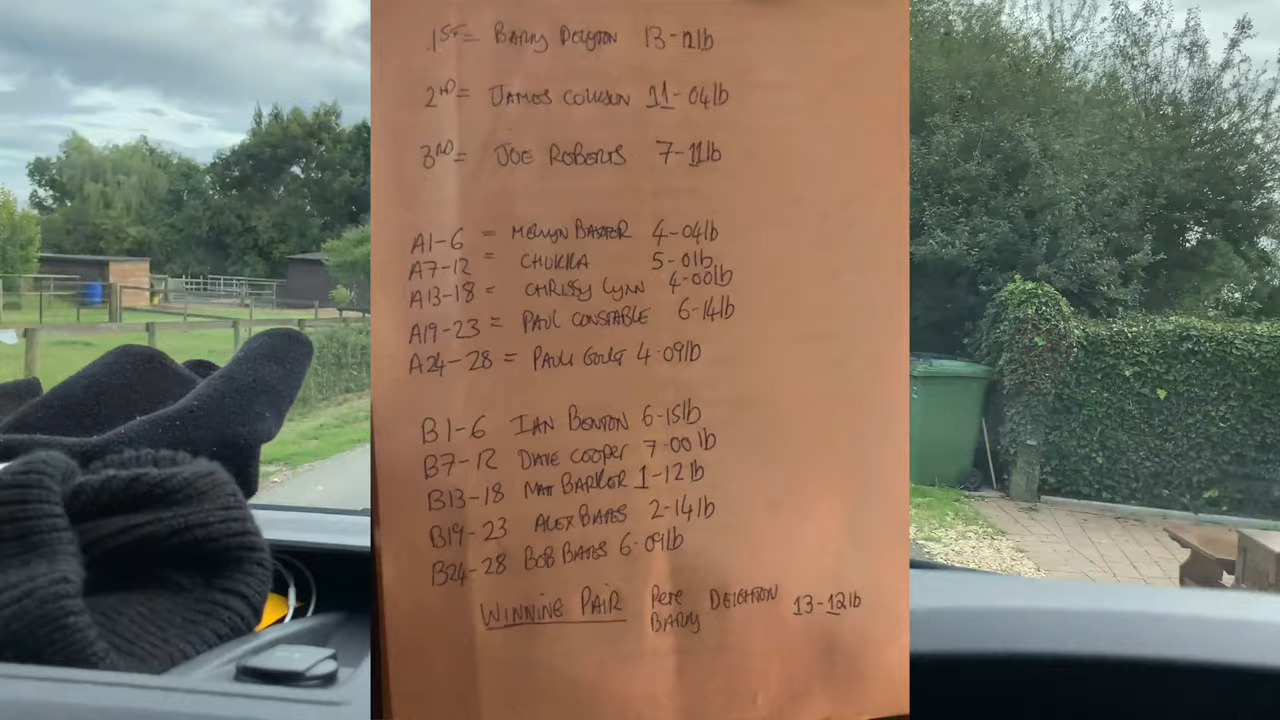 1ST = BARRY DEIGHTON 13-12lb
2ND = JAMES COULSON 11-04lb
3RD = JOE ROBERTS 7-11lb
A1-6 = MELVYN BAXTER 4-04lb
A7-12 = CHUKKA 5-01lb
A13-18 = CHRISSY LYNN 4-00lb
A19-23 = PAUL CONSTABLE 6-14lb
A24-28 = PAUL 4-09lb
B1-6 IAN BENTON 6-15lb
B7-12 DAVE COOPER 7-00lb
B13-18 MATT BARKER 1-12lb
B19-23 ALEX BATES 2-14lb
B24-28 BOB BATES 6-09lb
WINNING PAIR Pete DEIGHTON 13-12lb
BARRY